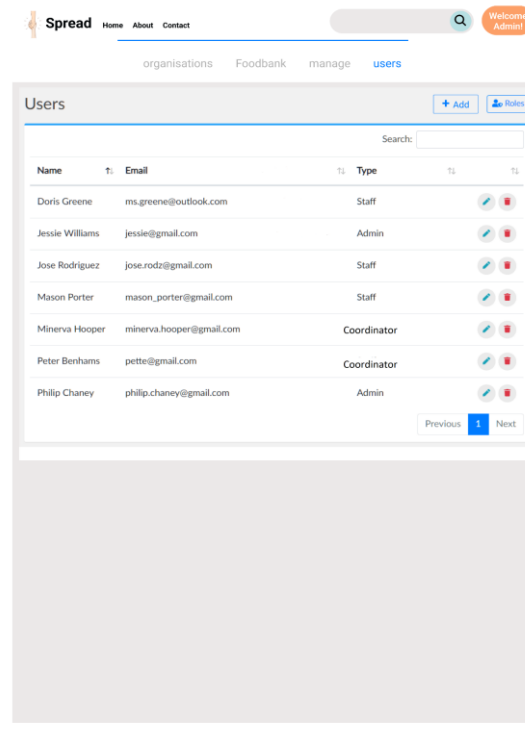 Spread Home About Contact Welcome Admin!
organisations Foodbank manage users
Users + Add Roles
Search:
Name Email Type
Doris Greene ms.greene@outlook.com Staff
Jessie Williams jessie@gmail.com Admin
Jose Rodriguez jose.rodz@gmail.com Staff
Mason Porter mason_porter@gmail.com Staff
Minerva Hooper minerva.hooper@gmail.com Coordinator
Peter Benhams pette@gmail.com Coordinator
Philip Chaney philip.chaney@gmail.com Admin
Previous 1 Next